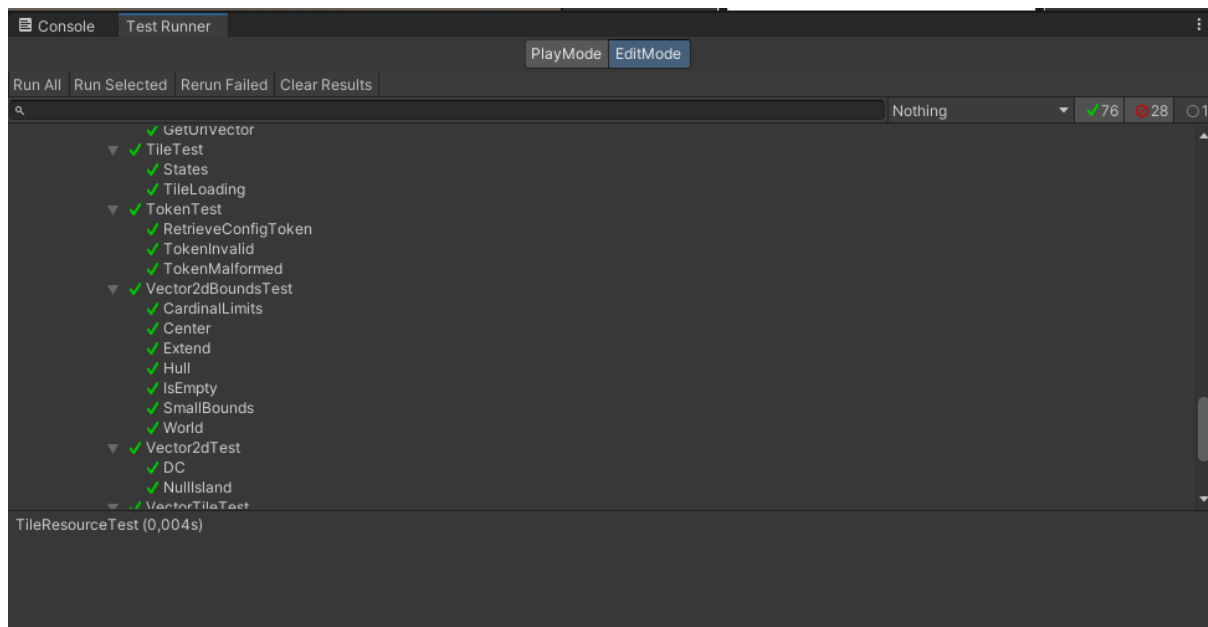 Console Test Runner
PlayMode EditMode
Run All Run Selected Rerun Failed Clear Results
Nothing 76 28 1
GetUrlVector
TileTest
States
TileLoading
TokenTest
RetrieveConfigToken
TokenInvalid
TokenMalformed
Vector2dBoundsTest
CardinalLimits
Center
Extend
Hull
IsEmpty
SmallBounds
World
Vector2dTest
DC
NullIsland
VectorTileTest
TileResourceTest (0,004s)